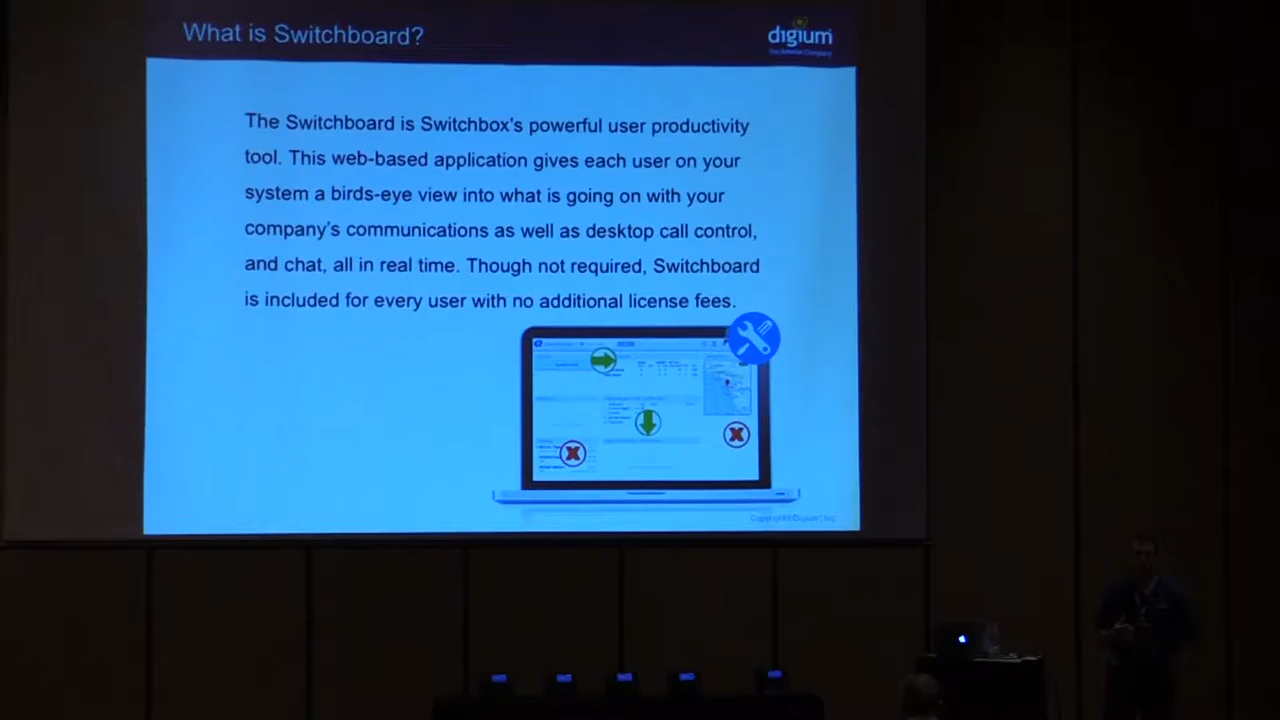 What is Switchboard?
digium
The Switchboard is Switchbox's powerful user productivity
tool. This web-based application gives each user on your
system a birds-eye view into what is going on with your
company's communications as well as desktop call control,
and chat, all in real time. Though not required, Switchboard
is included for every user with no additional license fees.